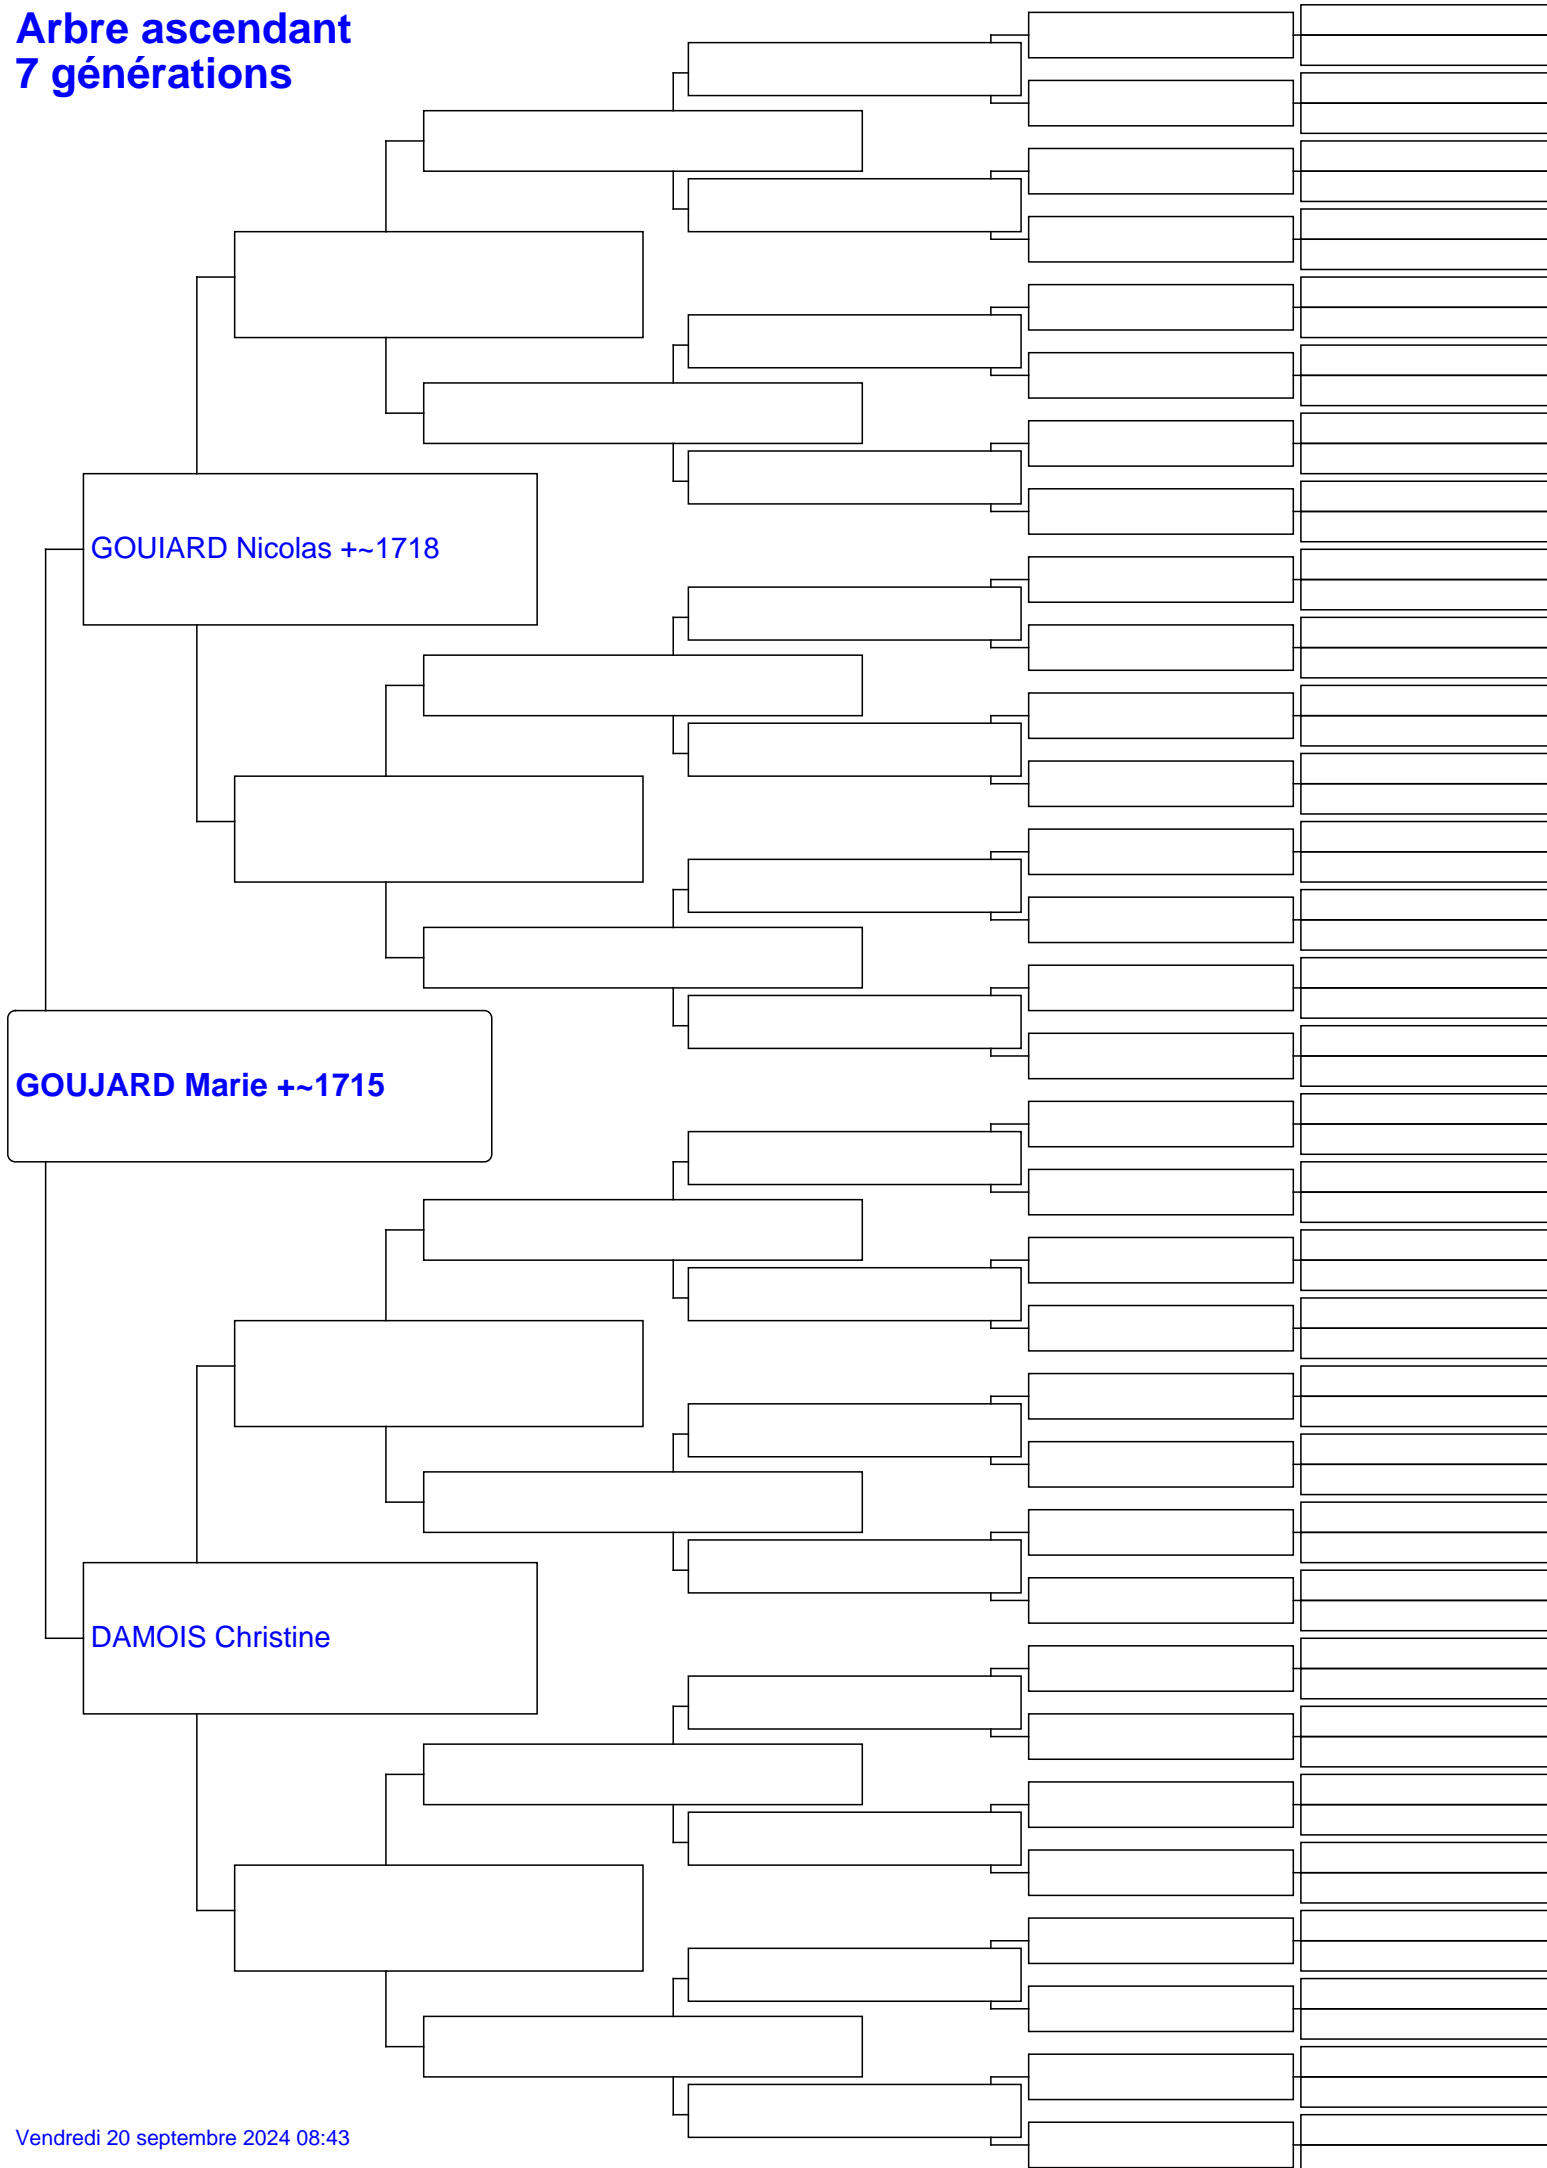 Arbre ascendant
7 générations
GOUIARD Nicolas +~1718
GOUJARD Marie +~1715
DAMOIS Christine
Vendredi 20 septembre 2024 08:43